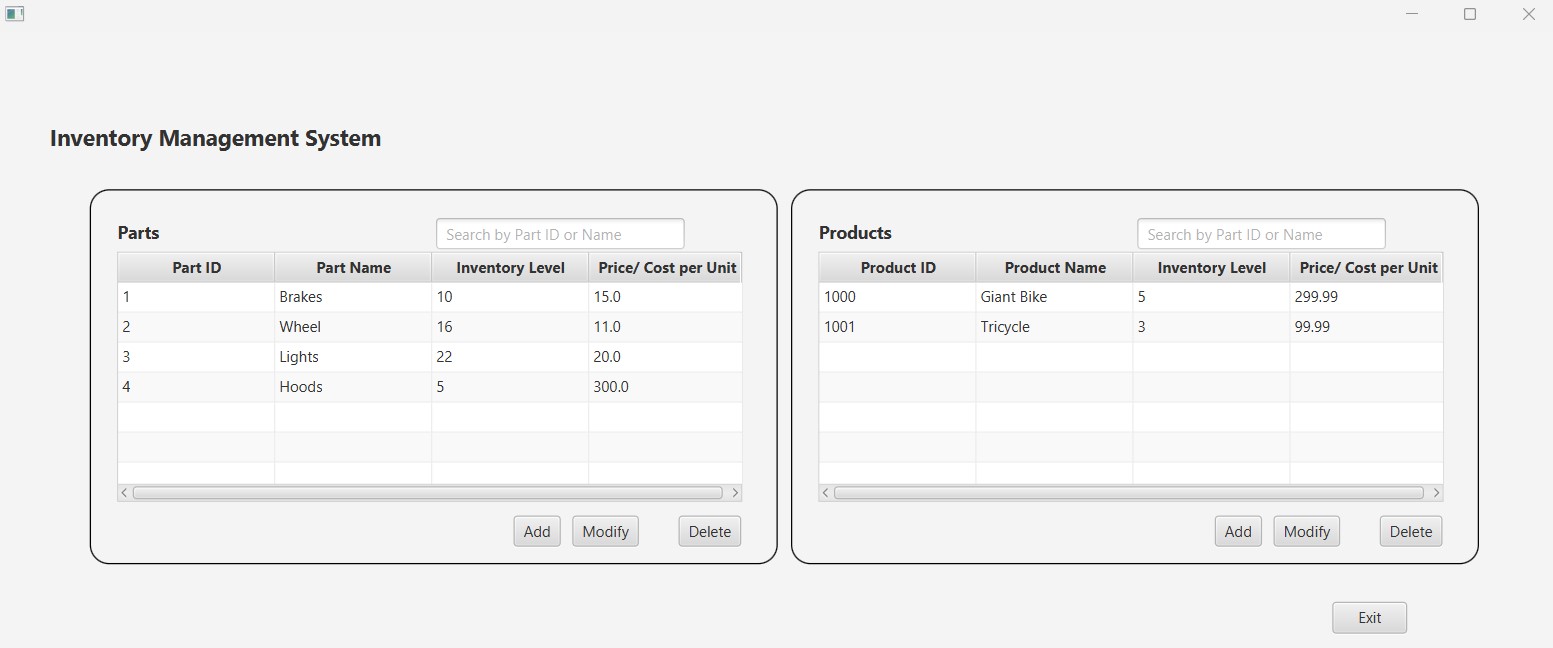 Inventory Management System
Parts
Search by Part ID or Name
Part ID Part Name Inventory Level Price/ Cost per Unit
1 Brakes 10 15.0
2 Wheel 16 11.0
3 Lights 22 20.0
4 Hoods 5 300.0
Add Modify Delete
Products
Search by Part ID or Name
Product ID Product Name Inventory Level Price/ Cost per Unit
1000 Giant Bike 5 299.99
1001 Tricycle 3 99.99
Add Modify Delete
Exit